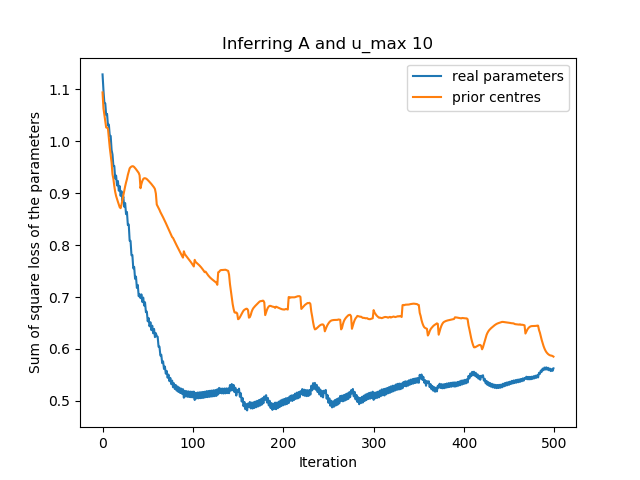 Inferring A and u_max 10
real parameters
prior centres
Sum of square loss of the parameters
1.1
1.0
0.9
0.8
0.7
0.6
0.5
0
100
200
300
400
500
Iteration